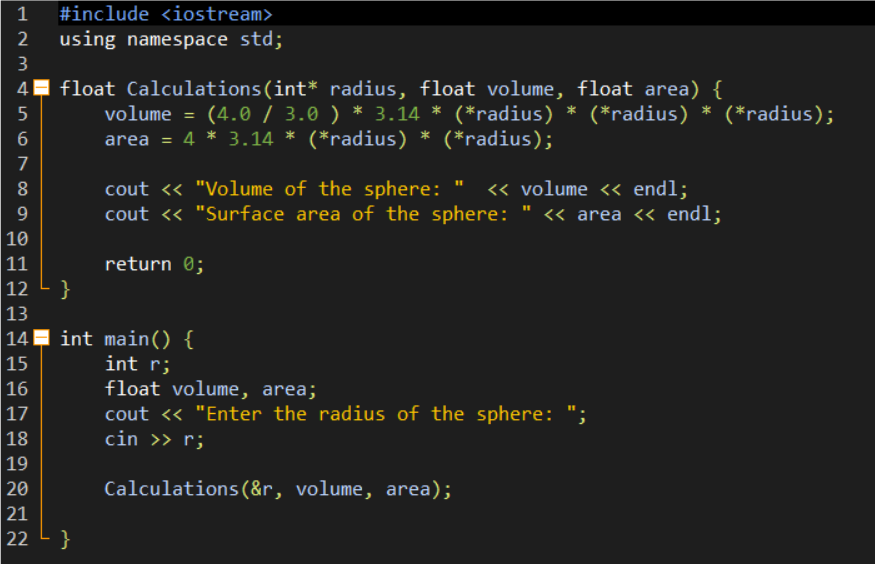 1 #include <iostream>
2 using namespace std;
3
4 float Calculations(int* radius, float volume, float area) {
5     volume = (4.0 / 3.0 ) * 3.14 * (*radius) * (*radius) * (*radius);
6     area = 4 * 3.14 * (*radius) * (*radius);
7
8     cout << "Volume of the sphere: "  << volume << endl;
9     cout << "Surface area of the sphere: " << area << endl;
10
11     return 0;
12 }
13
14 int main() {
15     int r;
16     float volume, area;
17     cout << "Enter the radius of the sphere: ";
18     cin >> r;
19
20     Calculations(&r, volume, area);
21
22 }